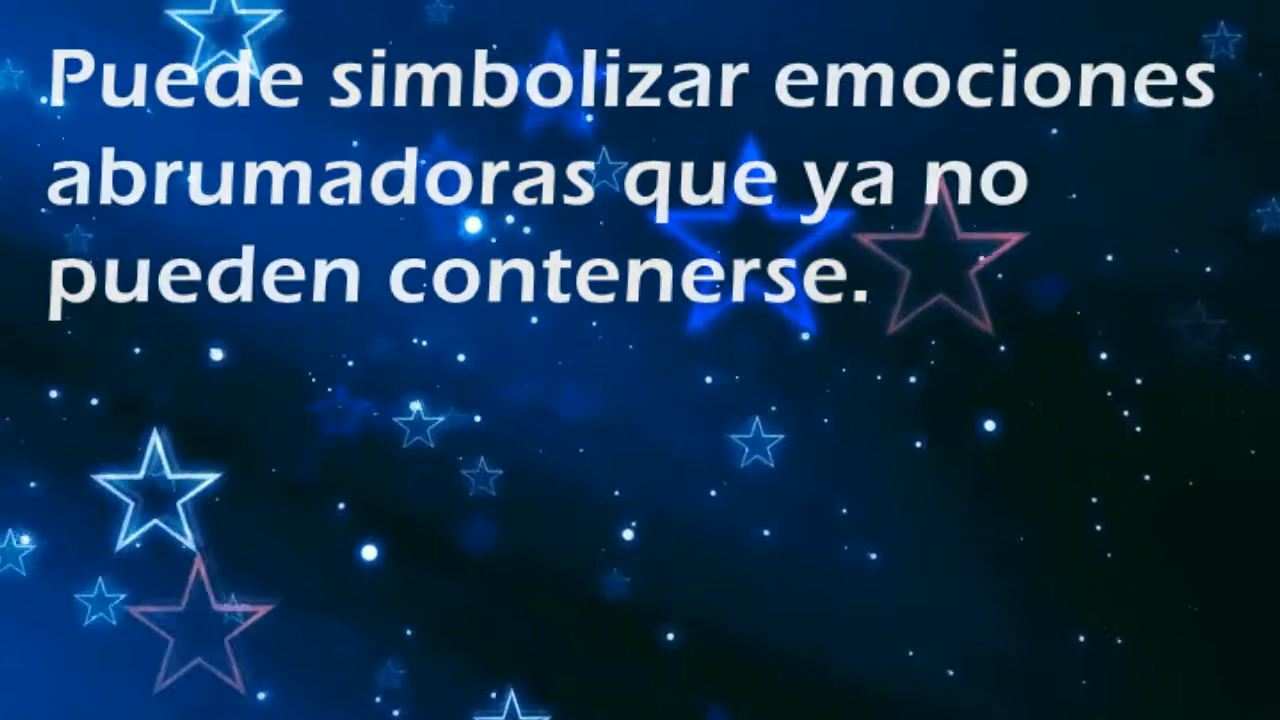 Puede simbolizar emociones
abrumadoras que ya no
pueden contenerse.